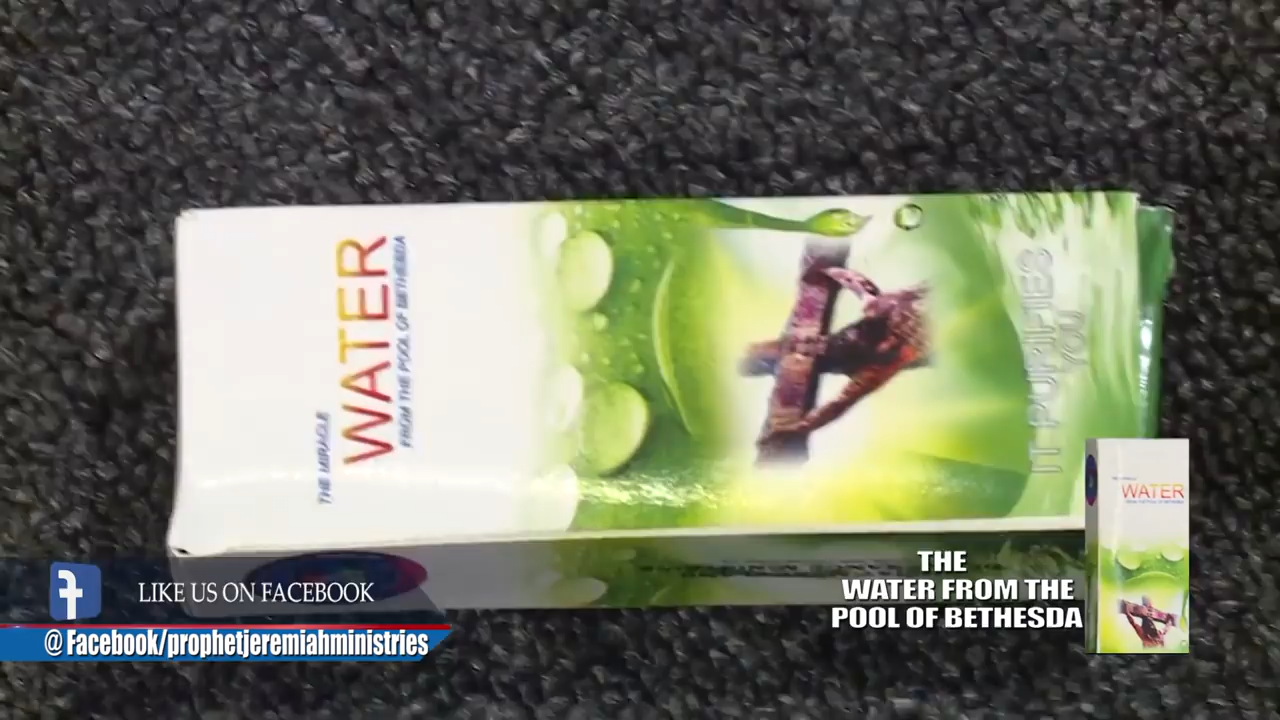 THE MIRACLE
WATER
FROM THE POOL OF BETHESDA
IT PURIFIES
YOU
WATER
THE
WATER FROM THE
POOL OF BETHESDA
LIKE US ON FACEBOOK
@Facebook/prophetjeremiahministries